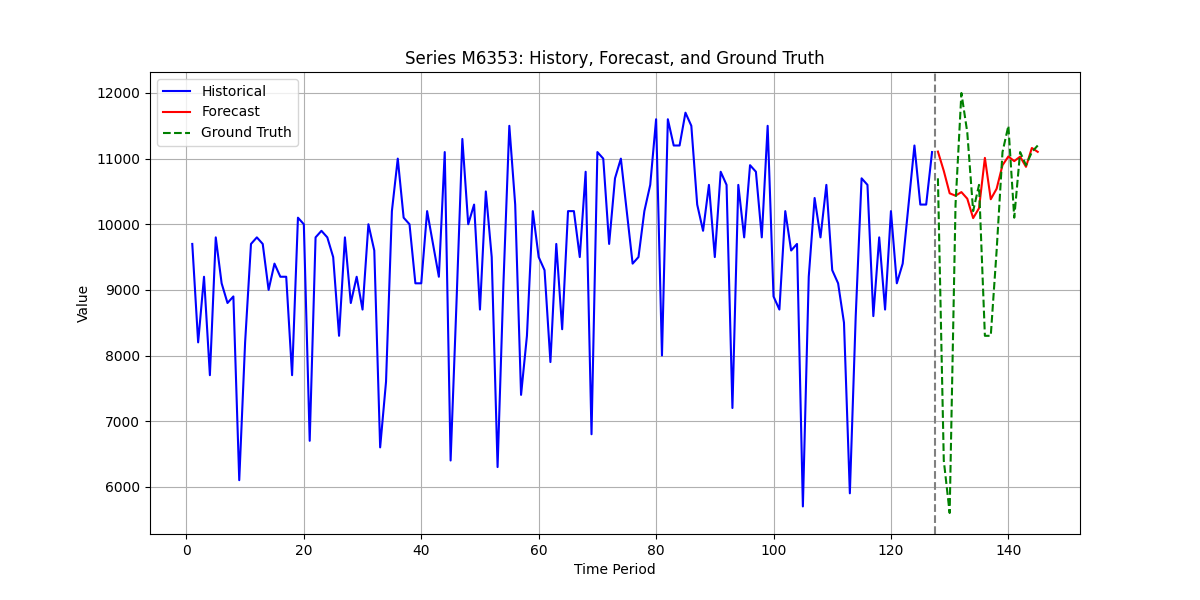 Series M6353: History, Forecast, and Ground Truth
Historical
Forecast
Ground Truth
12000
11000
10000
9000
8000
7000
6000
Value
0 20 40 60 80 100 120 140
Time Period